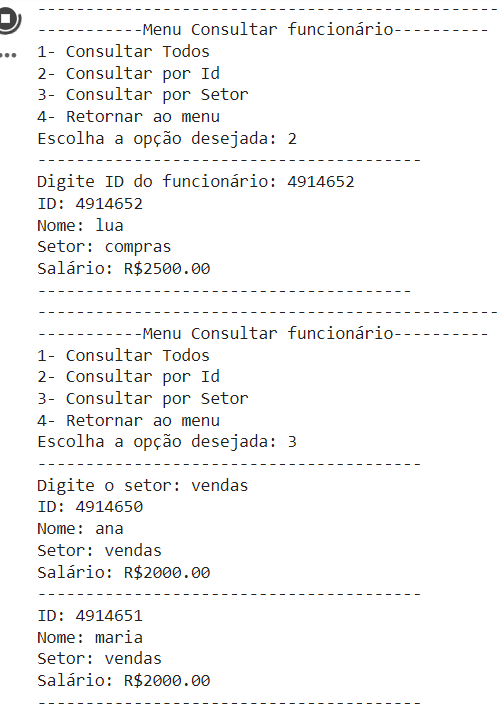 ------------------------------------------------
-----------Menu Consultar funcionário----------
1- Consultar Todos
2- Consultar por Id
3- Consultar por Setor
4- Retornar ao menu
Escolha a opção desejada: 2
----------------------------------------
Digite ID do funcionário: 4914652
ID: 4914652
Nome: lua
Setor: compras
Salário: R$2500.00
---------------------------------------
------------------------------------------------
-----------Menu Consultar funcionário----------
1- Consultar Todos
2- Consultar por Id
3- Consultar por Setor
4- Retornar ao menu
Escolha a opção desejada: 3
----------------------------------------
Digite o setor: vendas
ID: 4914650
Nome: ana
Setor: vendas
Salário: R$2000.00
----------------------------------------
ID: 4914651
Nome: maria
Setor: vendas
Salário: R$2000.00
----------------------------------------